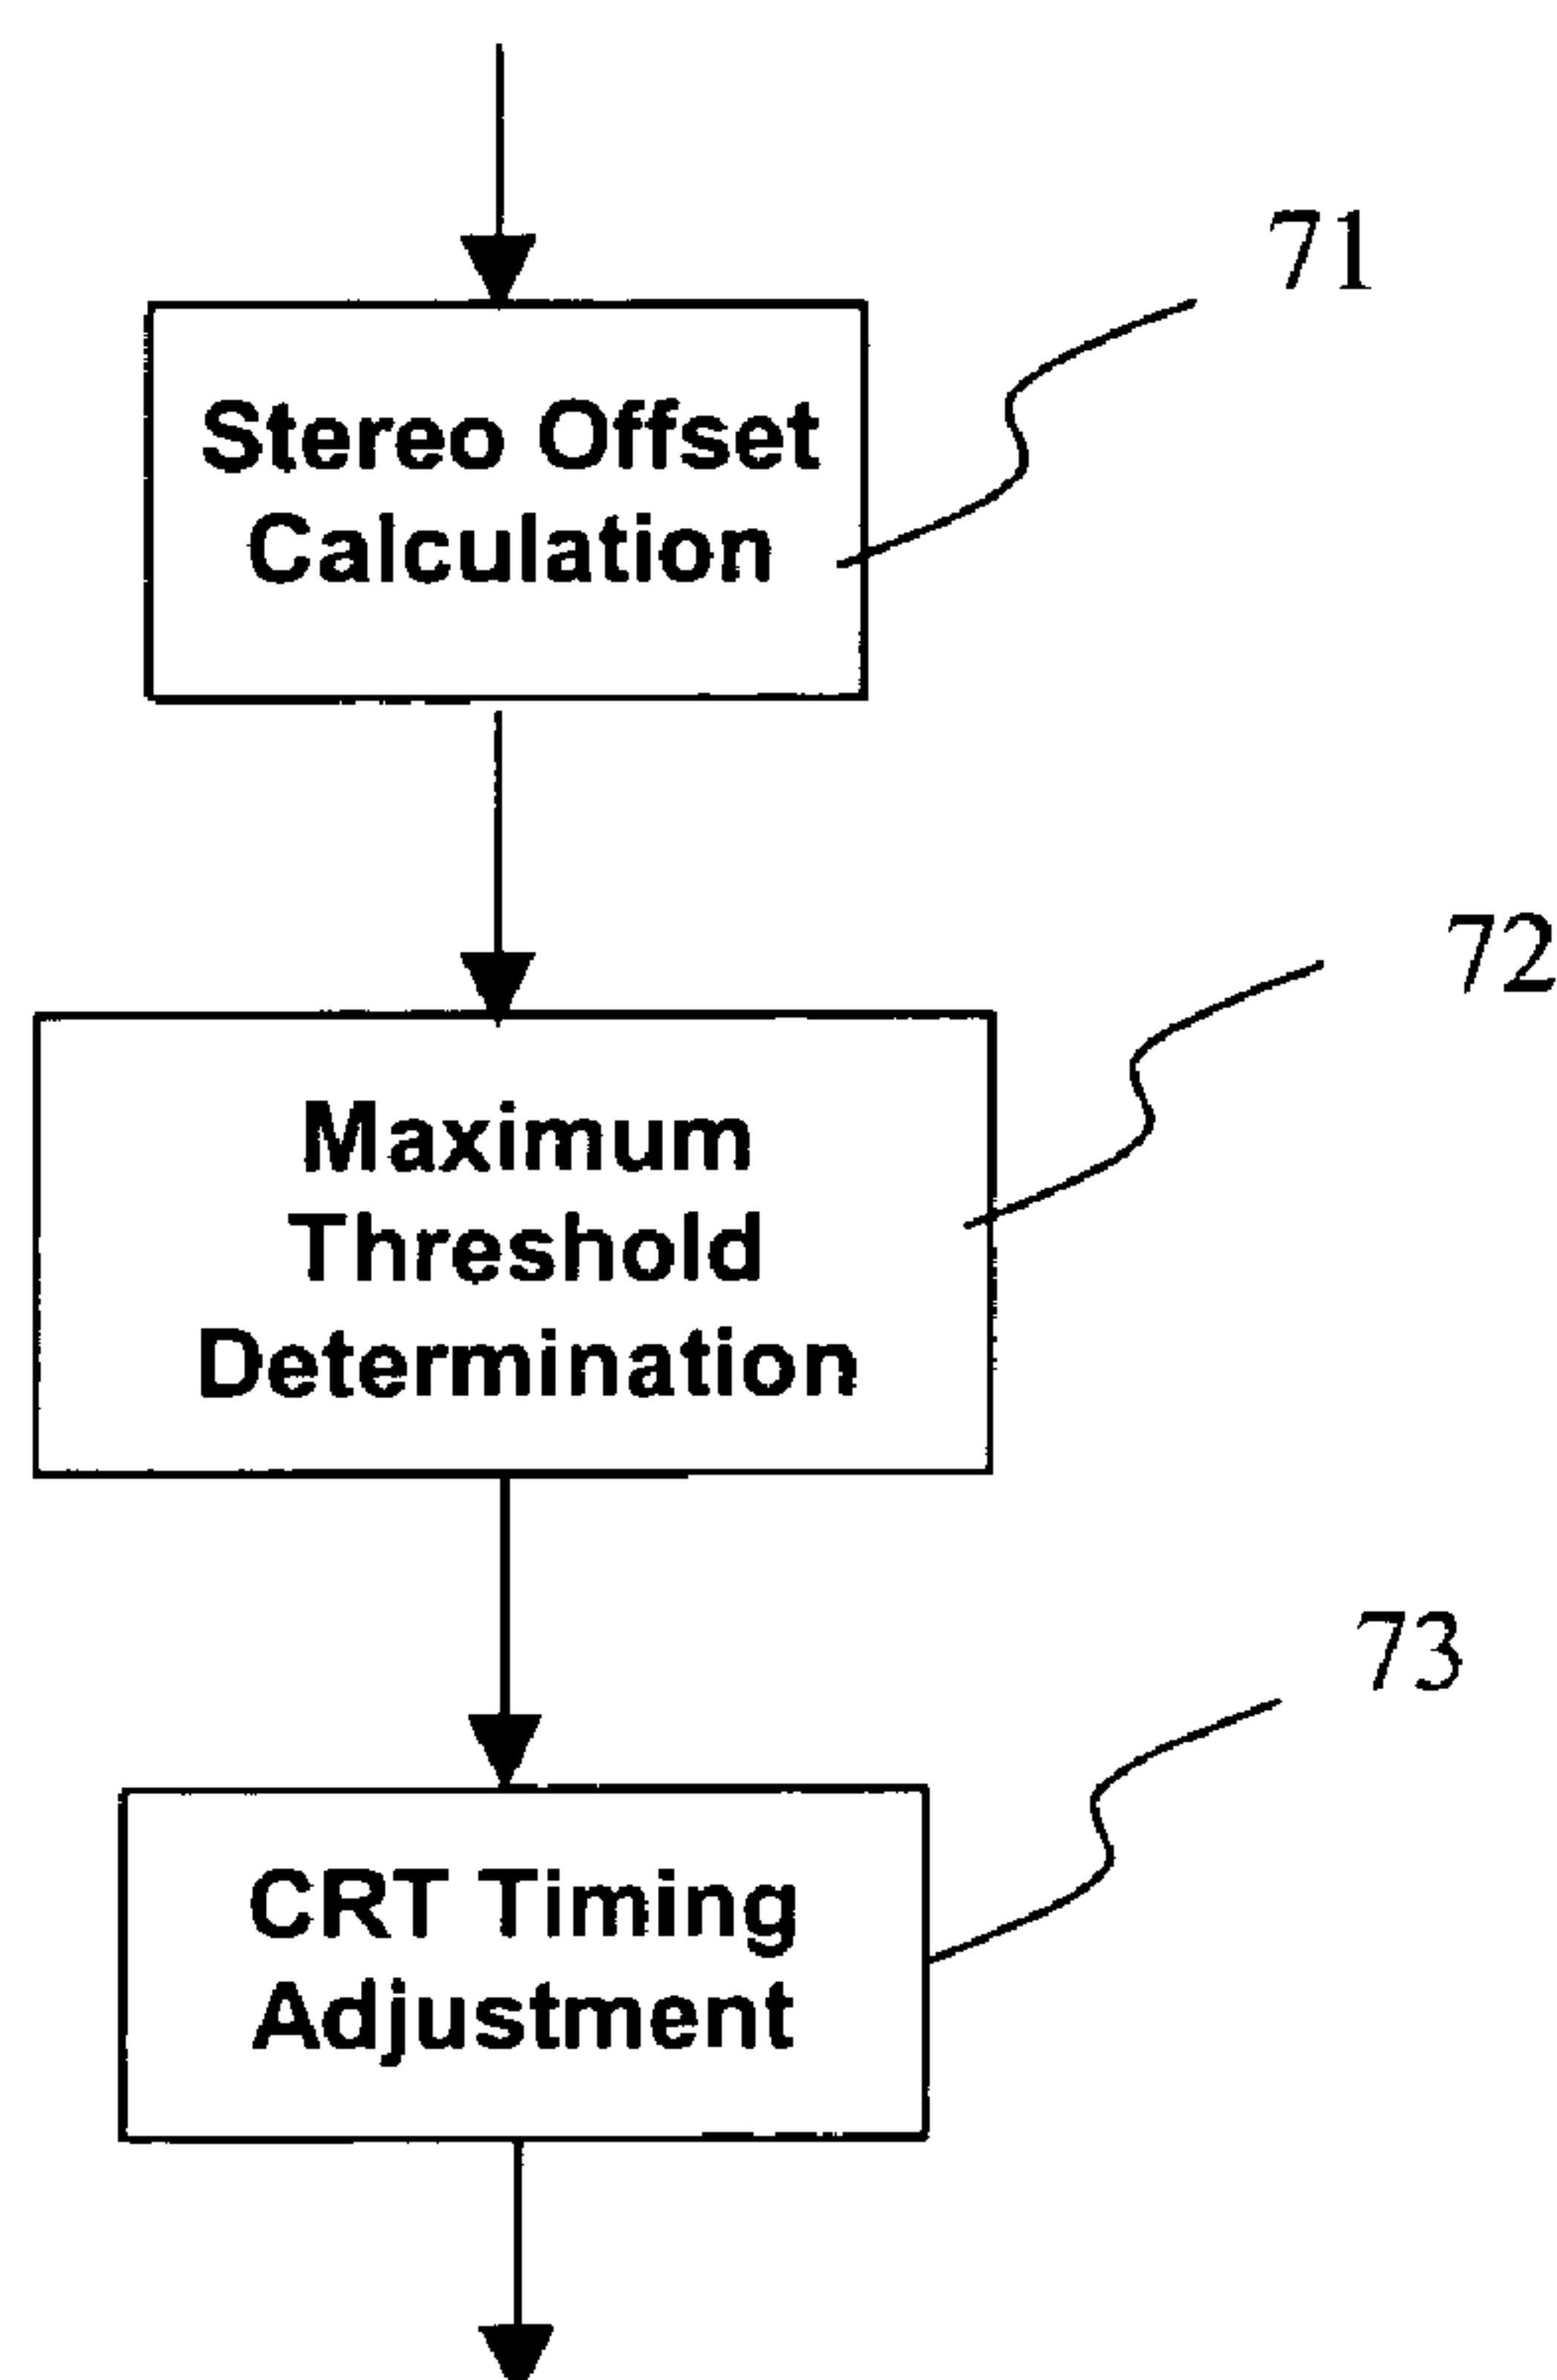 71
Stereo Offset
Calculation
72
Maximum
Threshold
Determination
73
CRT Timing
Adjustment